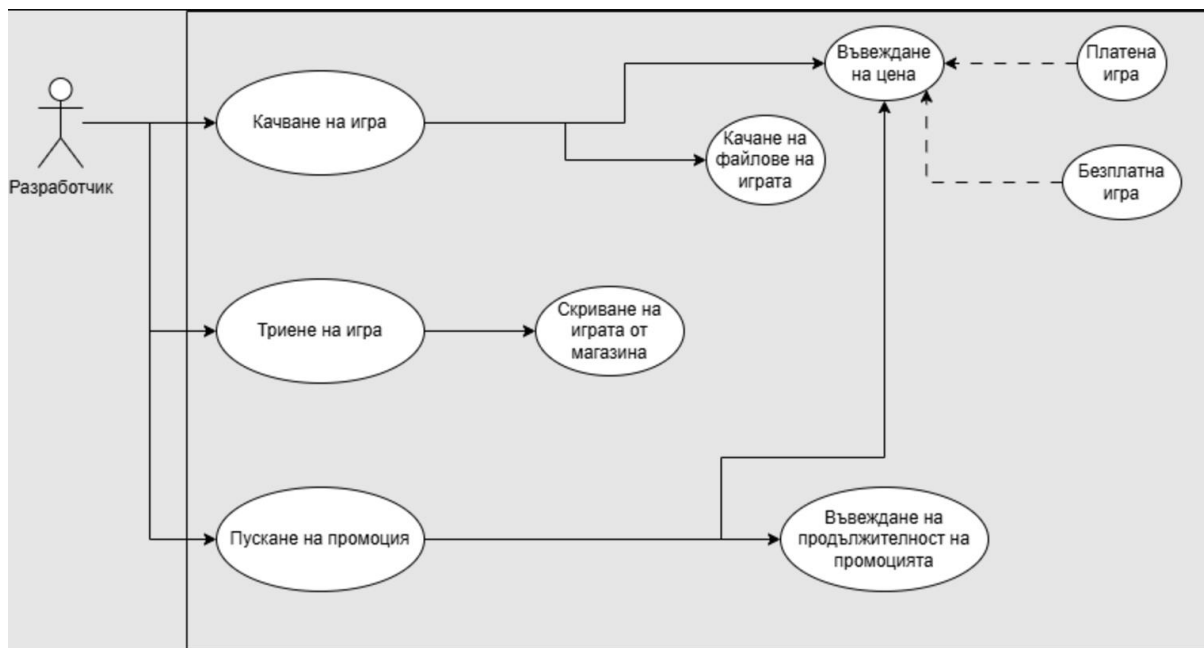 Разработчик
Качване на игра
Въвеждане
на цена
Платена
игра
Качане на
файлове на
играта
Безплатна
игра
Триене на игра
Скриване на
играта от
магазина
Пускане на промоция
Въвеждане на
продължителност на
промоцията